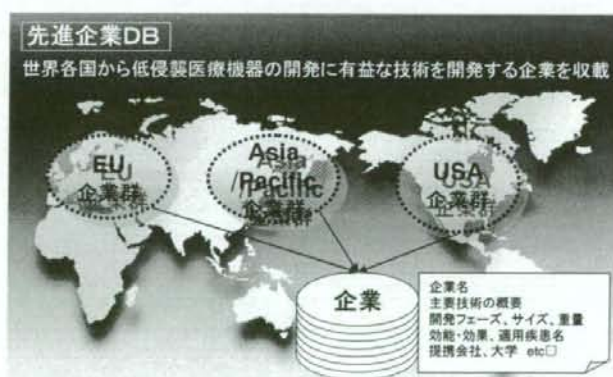 先進企業DB
世界各国から低侵襲医療機器の開発に有益な技術を開発する企業を収載
EU
企業群
Asia
/Pacific
企業群
USA
企業群
企業
企業名
主要技術の概要
開発フェーズ、サイズ、重量
効能・効果、適用疾患名
提携会社、大学 etc□